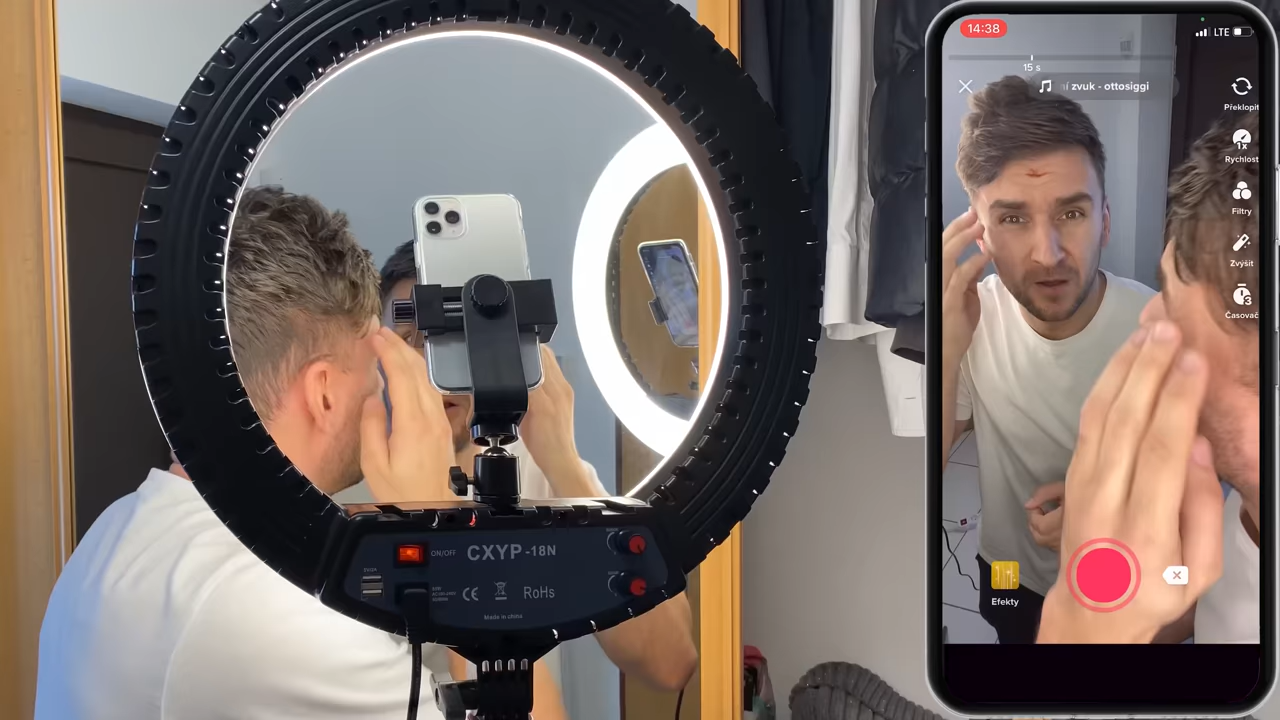 14:38
LTE
15 s
í zvuk - ottosiggi
Překlopit
1x
Rychlost
Filtry
Zvýšit
3
Časovač
Efekty
ON/OFF
CXYP-18N
CE
RoHs
Made in china